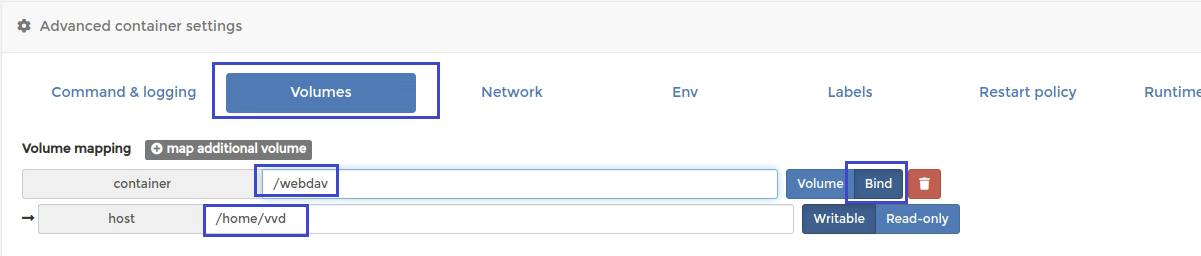 Advanced container settings
Command & logging Volumes Network Env Labels Restart policy Runtime
Volume mapping map additional volume
container /webdav Volume Bind
host /home/vvd Writable Read-only